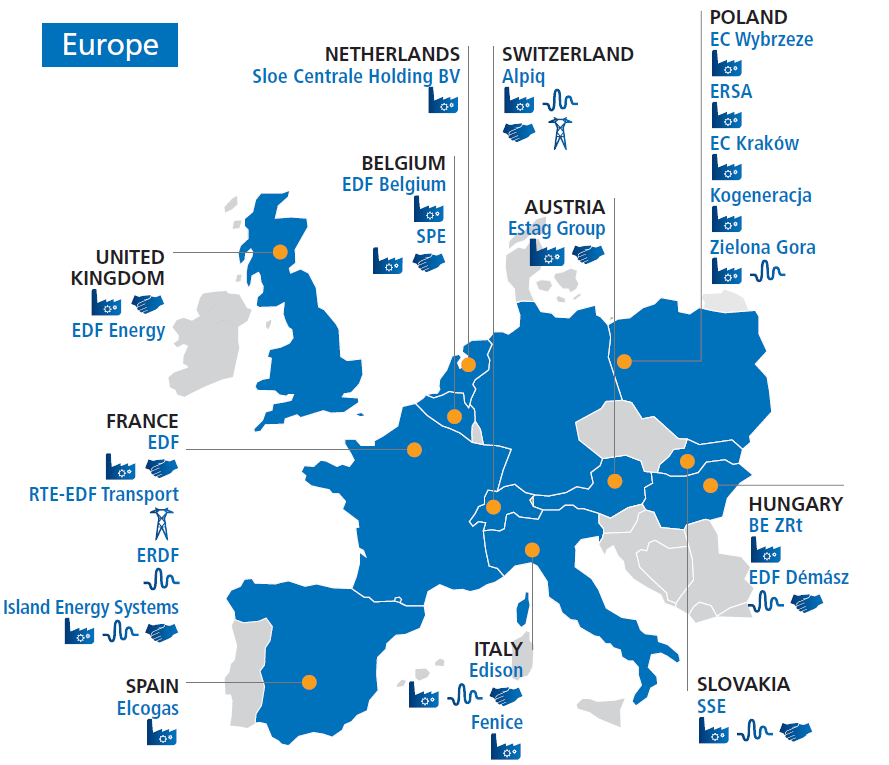 Europe
NETHERLANDS
Sloe Centrale Holding BV
SWITZERLAND
Alpiq
POLAND
EC Wybrzeze
ERSA
EC Kraków
Kogeneracja
Zielona Gora
BELGIUM
EDF Belgium
SPE
AUSTRIA
Estag Group
UNITED
KINGDOM
EDF Energy
FRANCE
EDF
RTE-EDF Transport
ERDF
Island Energy Systems
HUNGARY
BE ZRt
EDF Démász
SPAIN
Elcogas
ITALY
Edison
Fenice
SLOVAKIA
SSE